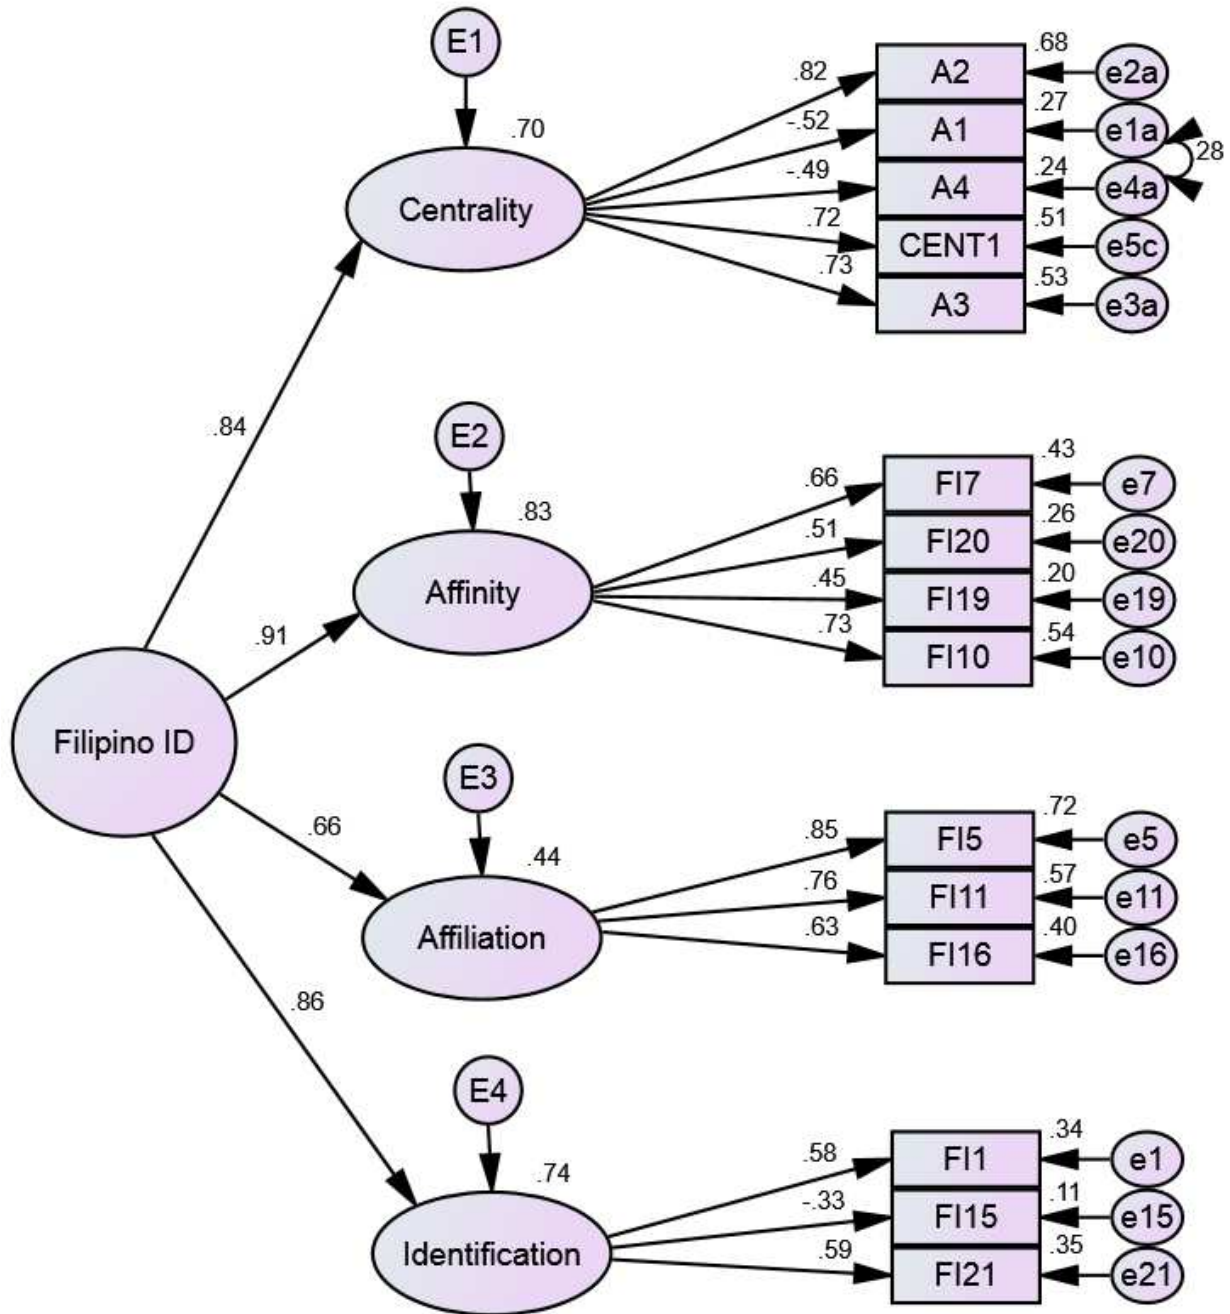 E1
.70
Centrality
.82
A2
.68
e2a
-.52
A1
.27
e1a
-.49
A4
.24
e4a
28
.72
CENT1
.51
e5c
.73
A3
.53
e3a
.84
E2
.83
Affinity
.66
FI7
.43
e7
.51
FI20
.26
e20
.45
FI19
.20
e19
.73
FI10
.54
e10
.91
Filipino ID
E3
.44
Affiliation
.85
FI5
.72
e5
.76
FI11
.57
e11
.63
FI16
.40
e16
.66
.86
E4
.74
Identification
.58
FI1
.34
e1
-.33
FI15
.11
e15
.59
FI21
.35
e21